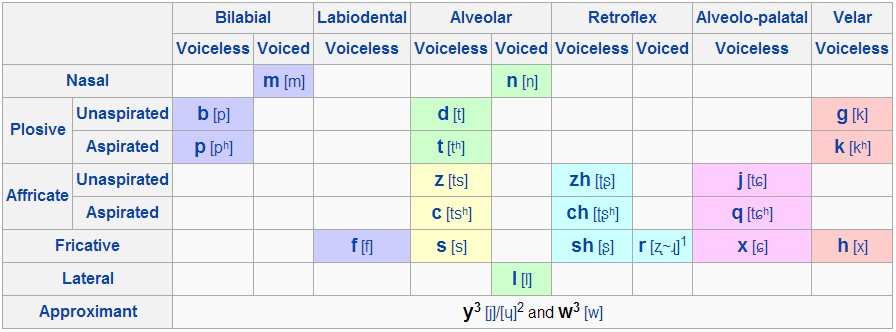 Bilabial Labiodental Alveolar Retroflex Alveolo-palatal Velar
Voiceless Voiced Voiceless Voiceless Voiced Voiceless Voiced Voiceless Voiceless
Nasal m [m] n [n]
Plosive Unaspirated b [p] d [t] g [k]
Aspirated p [pʰ] t [tʰ] k [kʰ]
Affricate Unaspirated z [ts] zh [ʈʂ] j [tɕ]
Aspirated c [tsʰ] ch [ʈʂʰ] q [tɕʰ]
Fricative f [f] s [s] sh [ʂ] r [ʐ~ɻ]¹ x [ɕ] h [x]
Lateral l [l]
Approximant y³ [j]/[ɥ]² and w³ [w]